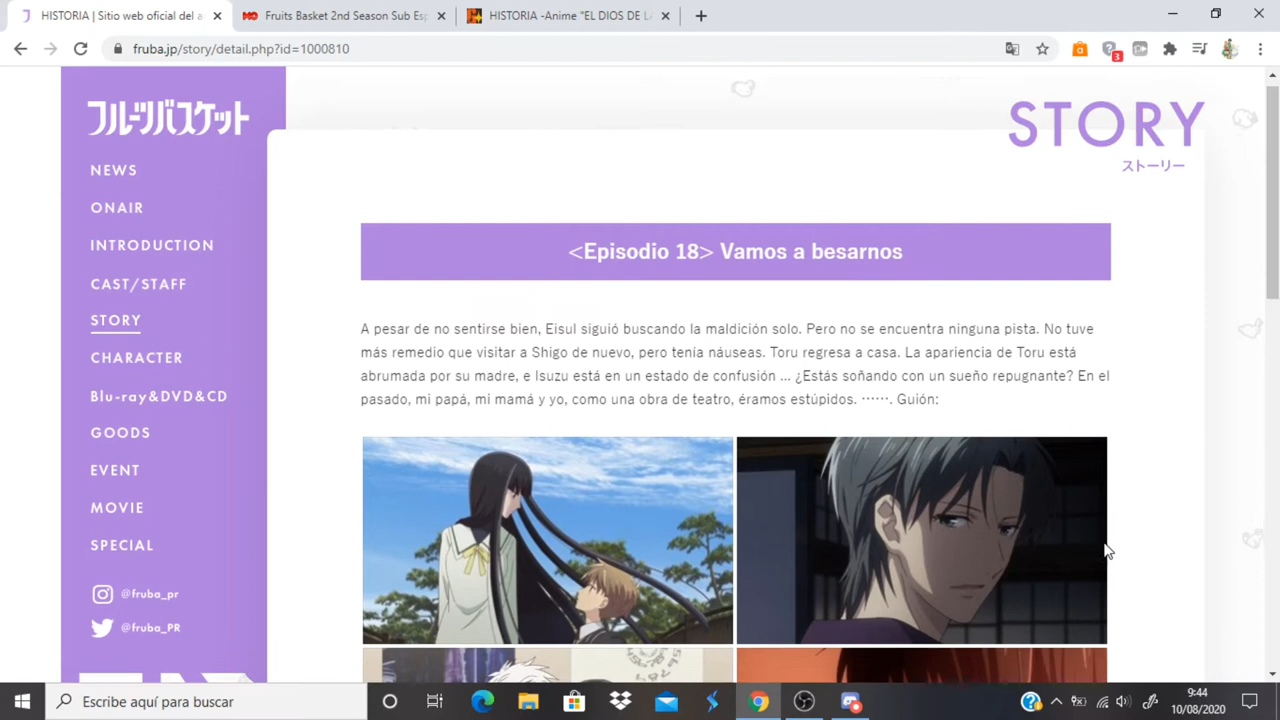 HISTORIA | Sitio web oficial del a
Fruits Basket 2nd Season Sub Esp
HISTORIA -Anime "EL DIOS DE LA
fruba.jp/story/detail.php?id=1000810
3
フルーツバスケット
STORY
ストーリー
NEWS
ONAIR
INTRODUCTION
CAST/STAFF
STORY
CHARACTER
Blu-ray&DVD&CD
GOODS
EVENT
MOVIE
SPECIAL
@fruba_pr
@fruba_PR
<Episodio 18> Vamos a besarnos
A pesar de no sentirse bien, Eisul siguió buscando la maldición solo. Pero no se encuentra ninguna pista. No tuve
más remedio que visitar a Shigo de nuevo, pero tenía náuseas. Toru regresa a casa. La apariencia de Toru está
abrumada por su madre, e Isuzu está en un estado de confusión ... ¿Estás soñando con un sueño repugnante? En el
pasado, mi papá, mi mamá y yo, como una obra de teatro, éramos estúpidos. ⋯⋯. Guión:
Escribe aquí para buscar
9:44
10/08/2020